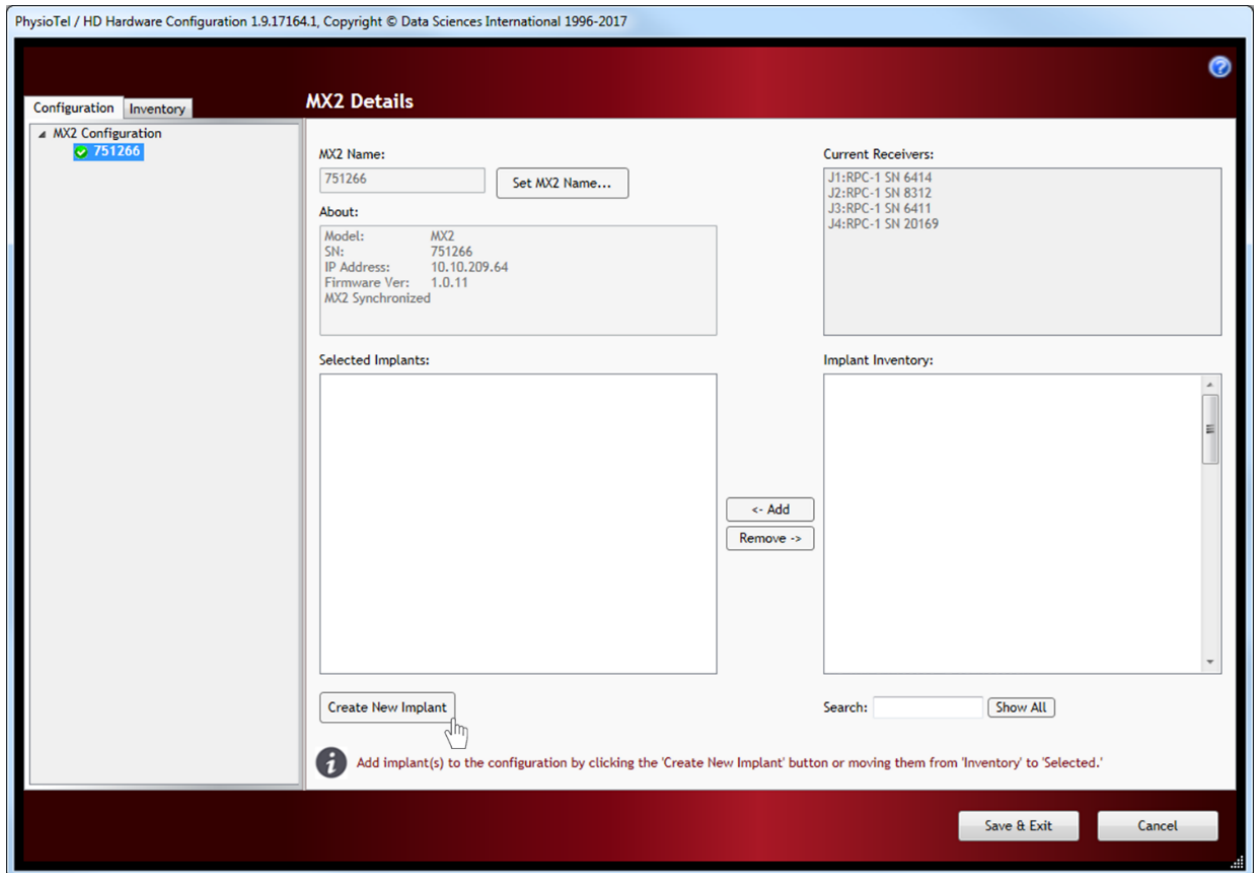 PhysioTel / HD Hardware Configuration 1.9.17164.1, Copyright © Data Sciences International 1996-2017
Configuration
Inventory
MX2 Details
MX2 Configuration
751266
MX2 Name:
751266
Set MX2 Name...
About:
Model: MX2
SN: 751266
IP Address: 10.10.209.64
Firmware Ver: 1.0.11
MX2 Synchronized
Current Receivers:
J1:RPC-1 SN 6414
J2:RPC-1 SN 8312
J3:RPC-1 SN 6411
J4:RPC-1 SN 20169
Selected Implants:
Implant Inventory:
<- Add
Remove ->
Create New Implant
Search:
Show All
Add implant(s) to the configuration by clicking the 'Create New Implant' button or moving them from 'Inventory' to 'Selected.'
Save & Exit
Cancel